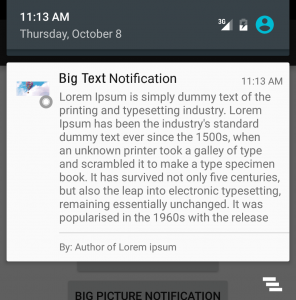 11:13 AM
Thursday, October 8
3G
Big Text Notification
11:13 AM
Lorem Ipsum is simply dummy text of the
printing and typesetting industry. Lorem
Ipsum has been the industry's standard
dummy text ever since the 1500s, when
an unknown printer took a galley of type
and scrambled it to make a type specimen
book. It has survived not only five centuries,
but also the leap into electronic typesetting,
remaining essentially unchanged. It was
popularised in the 1960s with the release
By: Author of Lorem ipsum
BIG PICTURE NOTIFICATION